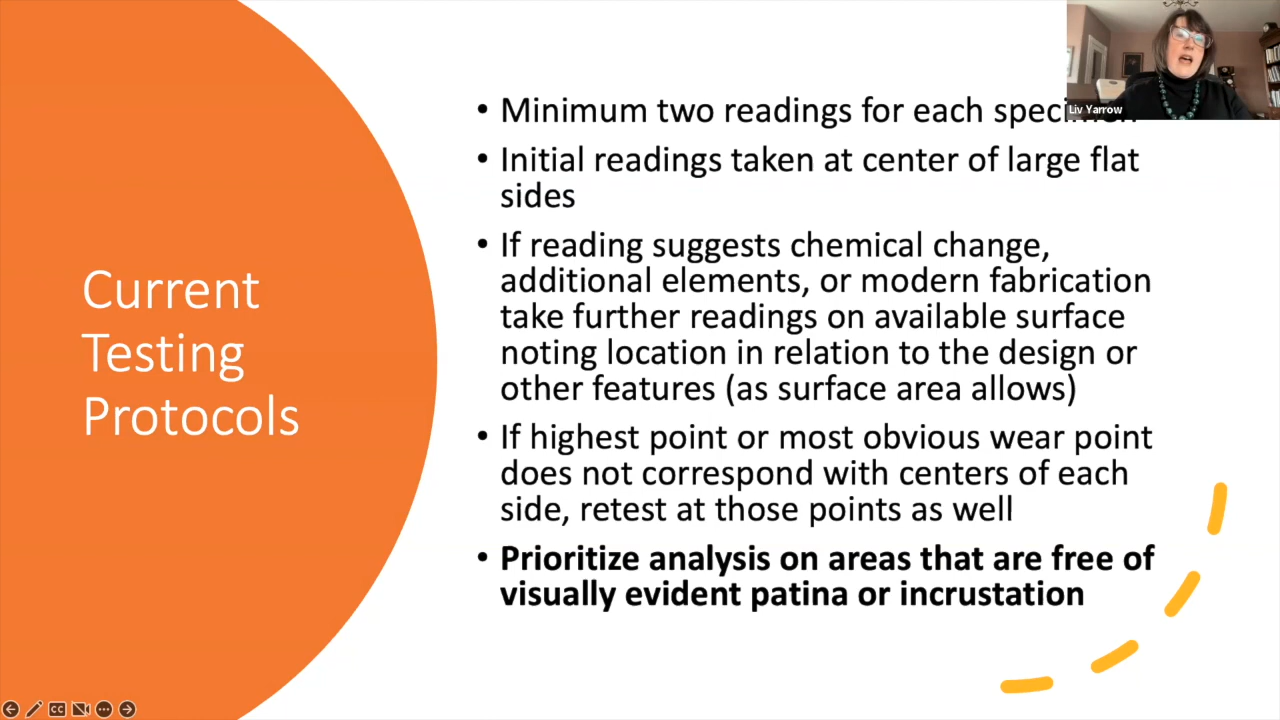 Liv Yarrow
Current
Testing
Protocols
• Minimum two readings for each
• Initial readings taken at center of large flat
sides
• If reading suggests chemical change,
additional elements, or modern fabrication
take further readings on available surface
noting location in relation to the design or
other features (as surface area allows)
• If highest point or most obvious wear point
does not correspond with centers of each
side, retest at those points as well
• Prioritize analysis on areas that are free of
visually evident patina or incrustation
CC